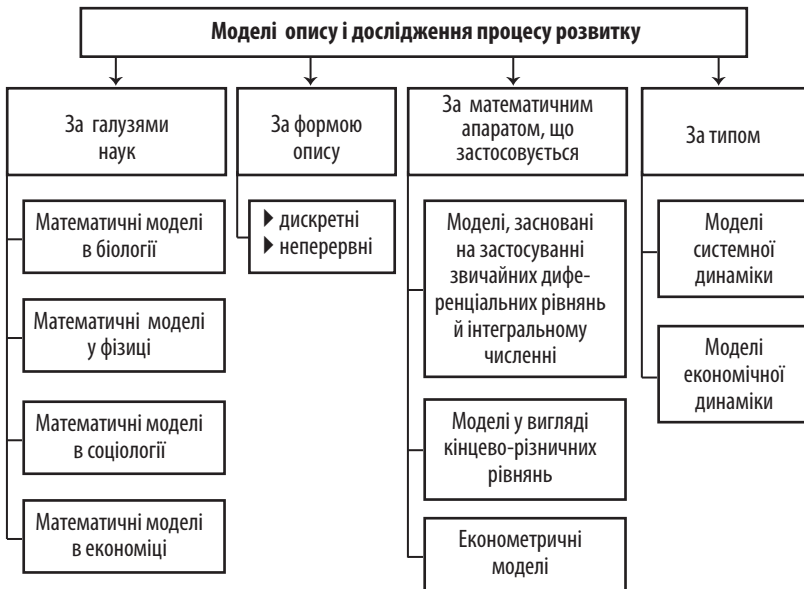 Моделі опису і дослідження процесу розвитку
За галузями
наук
Математичні моделі
в біології
Математичні моделі
у фізиці
Математичні моделі
в соціології
Математичні моделі
в економіці
За формою
опису
дискретні
неперервні
За математичним
апаратом, що
застосовується
Моделі, засновані
на застосуванні
звичайних дифе-
ренціальних рівнянь
й інтегральному
численні
Моделі у вигляді
кінцево-різничних
рівнянь
Економетричні
моделі
За типом
Моделі
системної
динаміки
Моделі
економічної
динаміки